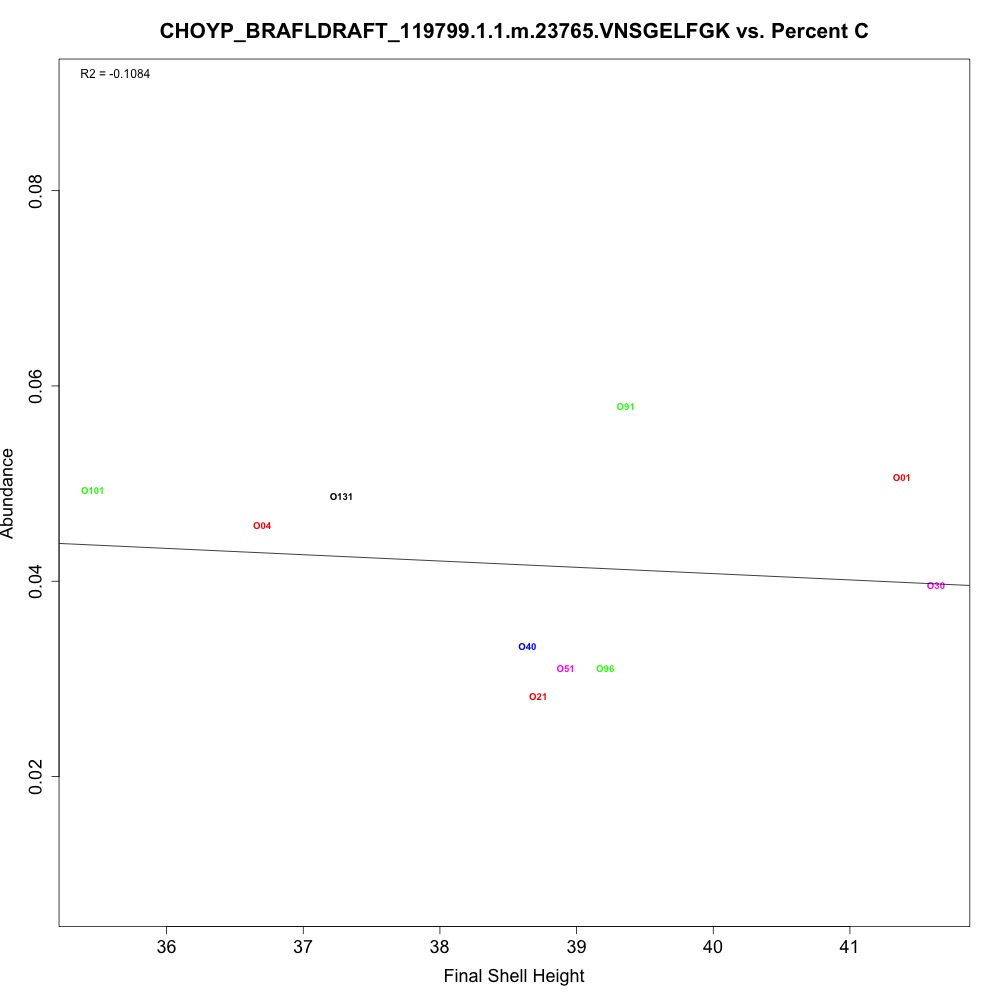 CHOYP_BRAFLDRAFT_119799.1.1.m.23765.VNSGELFGK vs. Percent C
R2 = -0.1084
0.08
0.06
O91
O01
O101
O131
O04
Abundance
0.04
O30
O40
O51
O96
O21
0.02
36
37
38
39
40
41
Final Shell Height